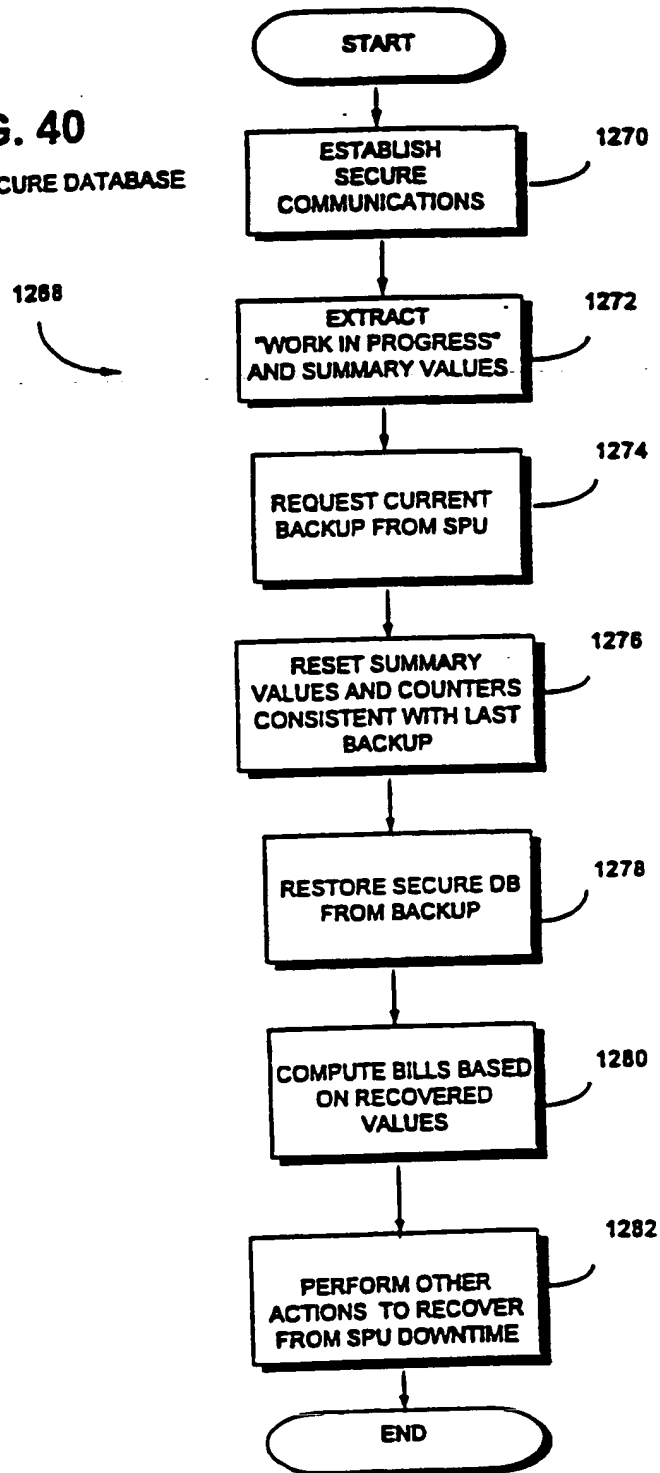 START
G. 40
CURE DATABASE
1270
ESTABLISH
SECURE
COMMUNICATIONS
1268
1272
EXTRACT
"WORK IN PROGRESS"
AND SUMMARY VALUES
1274
REQUEST CURRENT
BACKUP FROM SPU
1276
RESET SUMMARY
VALUES AND COUNTERS
CONSISTENT WITH LAST
BACKUP
1278
RESTORE SECURE DB
FROM BACKUP
1280
COMPUTE BILLS BASED
ON RECOVERED
VALUES
1282
PERFORM OTHER
ACTIONS TO RECOVER
FROM SPU DOWNTIME
END